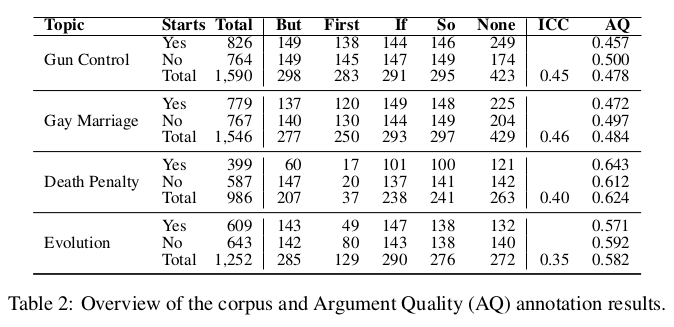 Topic Starts Total But First If So None ICC AQ
Yes 826 149 138 144 146 249 0.457
Gun Control No 764 149 145 147 149 174 0.500
Total 1,590 298 283 291 295 423 0.45 0.478
Yes 779 137 120 149 148 225 0.472
Gay Marriage No 767 140 130 144 149 204 0.497
Total 1,546 277 250 293 297 429 0.46 0.484
Yes 399 60 17 101 100 121 0.643
Death Penalty No 587 147 20 137 141 142 0.612
Total 986 207 37 238 241 263 0.40 0.624
Yes 609 143 49 147 138 132 0.571
Evolution No 643 142 80 143 138 140 0.592
Total 1,252 285 129 290 276 272 0.35 0.582
Table 2: Overview of the corpus and Argument Quality (AQ) annotation results.